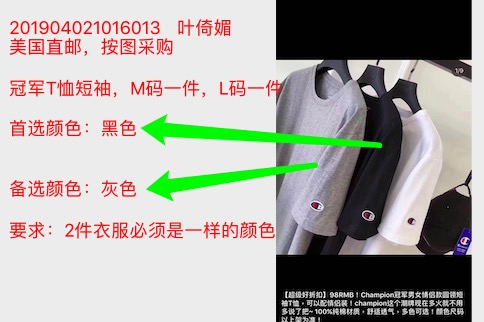 201904021016013 叶倚媚
美国直邮，按图采购
冠军T恤短袖，M码一件，L码一件
首选颜色：黑色
备选颜色：灰色
要求：2件衣服必须是一样的颜色
1/9
【超级好折扣】98RMB！Champion冠军男女情侣款圆领短
袖T恤，可以配情侣装！champion这个潮牌现在多火就不用
多说了把~ 100%纯棉材质，舒适透气，多色可选！颜色尺码
以上架为准！